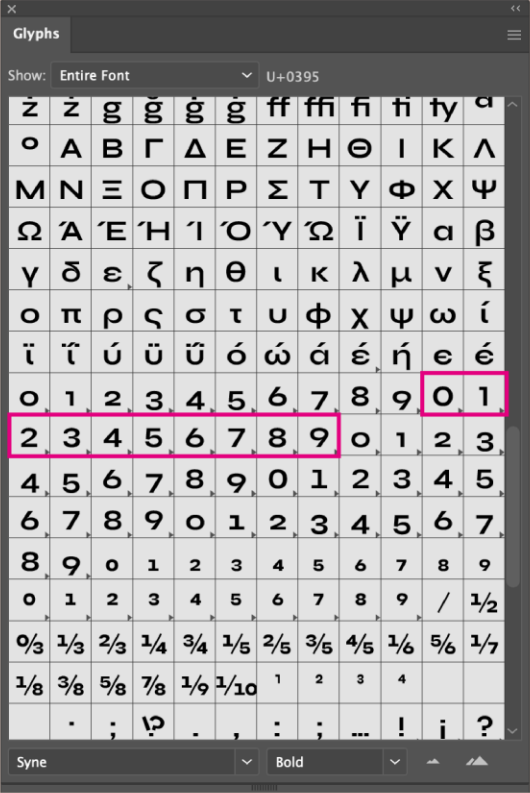 Glyphs
Show: Entire Font U+0395
ż ž ģ ğ ĝ ġ ff ffi fi fi fy ª
º Α Β Γ Δ Ε Ζ Η Θ Ι Κ Λ
Μ Ν Ξ Ο Π Ρ Σ Τ Υ Φ Χ Ψ
Ω Ά Έ Ή Ί Ό Ύ Ώ Ϊ Ϋ α β
γ δ ε ζ η θ ι κ λ μ ν ξ
ο π ρ ς σ τ υ φ χ ψ ω ί
ϊ ΐ ύ ϋ ΰ ό ώ ά έ ή є έ
0 1 2 3 4 5 6 7 8 9 0 1
2 3 4 5 6 7 8 9 0 1 2 3
4 5 6 7 8 9 0 1 2 3 4 5
6 7 8 9 0 1 2 3 4 5 6 7
8 9 0 1 2 3 4 5 6 7 8 9
0 1 2 3 4 5 6 7 8 9 / ½
0⁄3 ⅓ ⅔ ¼ ¾ ⅕ ⅖ ⅗ ⅘ ⅙ ⅚ 1⁄7
⅛ ⅜ ⅝ ⅞ 1⁄9 1⁄10 ¹ ² ³ ⁴
· ; . , : ; … ! ¡ ?
Syne Bold